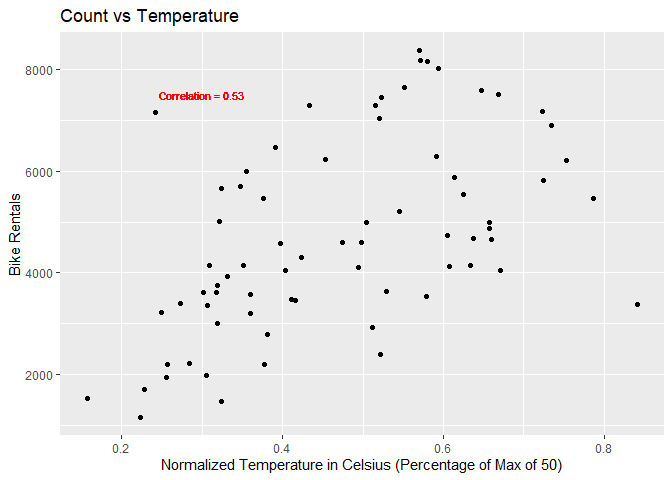 Count vs Temperature
8000
Correlation = 0.53
6000
Bike Rentals
4000
2000
0.2 0.4 0.6 0.8
Normalized Temperature in Celsius (Percentage of Max of 50)